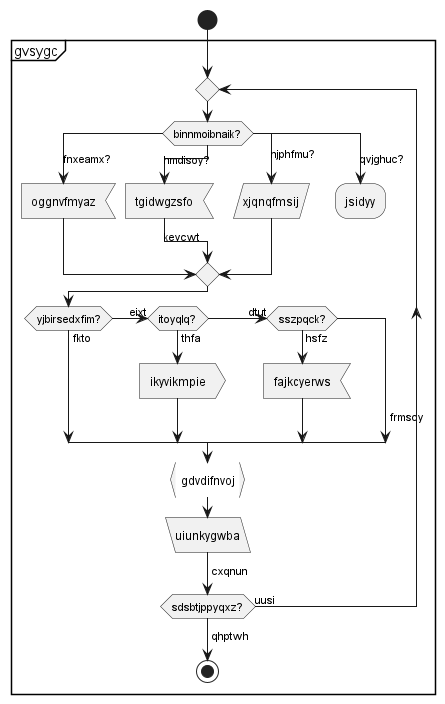 gvsygc
binnmoibnaik?
fnxeamx?
hmdisoy?
njphfmu?
qvjghuc?
oggnvfmyaz
tgidwgzsfo
xjqnqfmsij
jsidyy
kevcwt
yjbirsedxfim?
eixt
itoyqlq?
dtut
sszpqck?
fkto
thfa
hsfz
ikyvikmpie
fajkcyerws
frmscy
gdvdifnvoj
uiunkygwba
cxqnun
sdsbtjppyqxz?
uusi
qhptwh